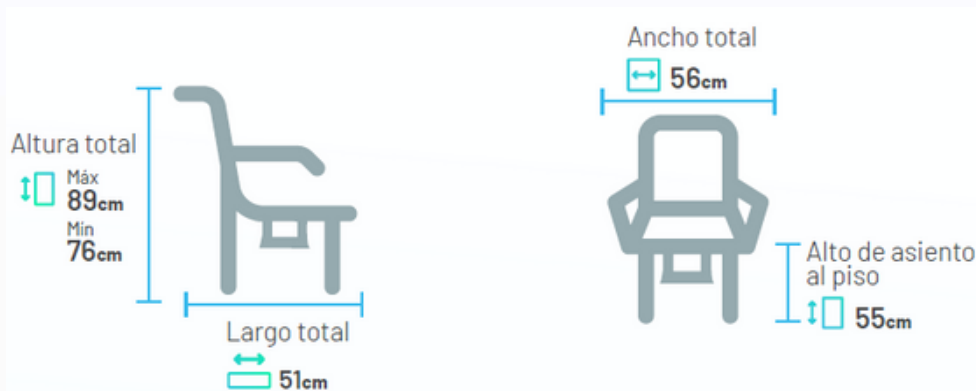 Altura total
Máx
89cm
Mín
76cm
Largo total
51cm
Ancho total
56cm
Alto de asiento
al piso
55cm